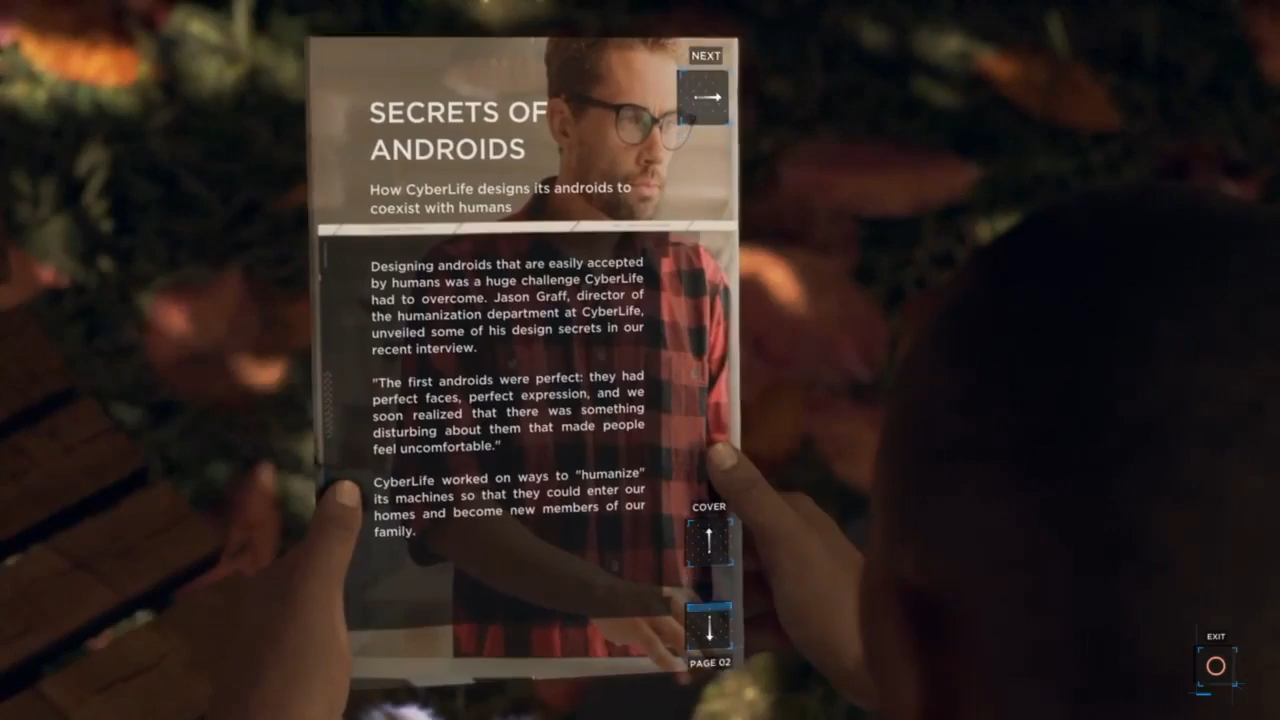 NEXT
SECRETS OF
ANDROIDS
How CyberLife designs its androids to
coexist with humans
Designing androids that are easily accepted
by humans was a huge challenge CyberLife
had to overcome. Jason Graff, director of
the humanization department at CyberLife,
unveiled some of his design secrets in our
recent interview.
"The first androids were perfect: they had
perfect faces, perfect expression, and we
soon realized that there was something
disturbing about them that made people
feel uncomfortable."
CyberLife worked on ways to "humanize"
its machines so that they could enter our
homes and become new members of our
family.
COVER
PAGE 02
EXIT